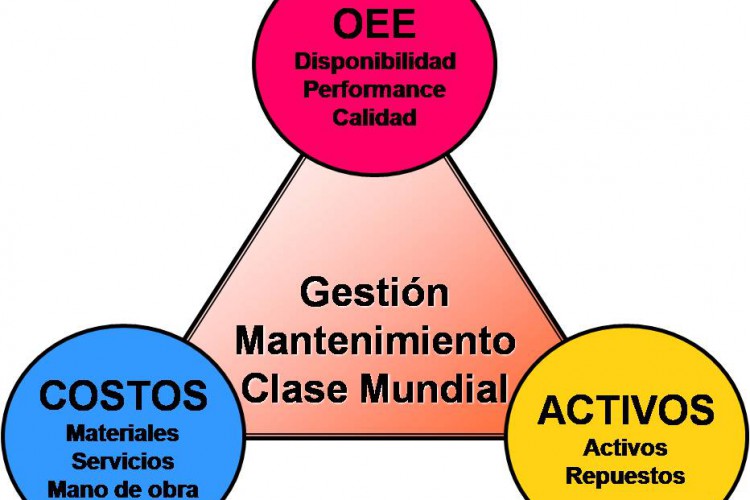 OEE
Disponibilidad
Performance
Calidad
Gestión
Mantenimiento
Clase Mundial
COSTOS
Materiales
Servicios
Mano de obra
ACTIVOS
Activos
Repuestos